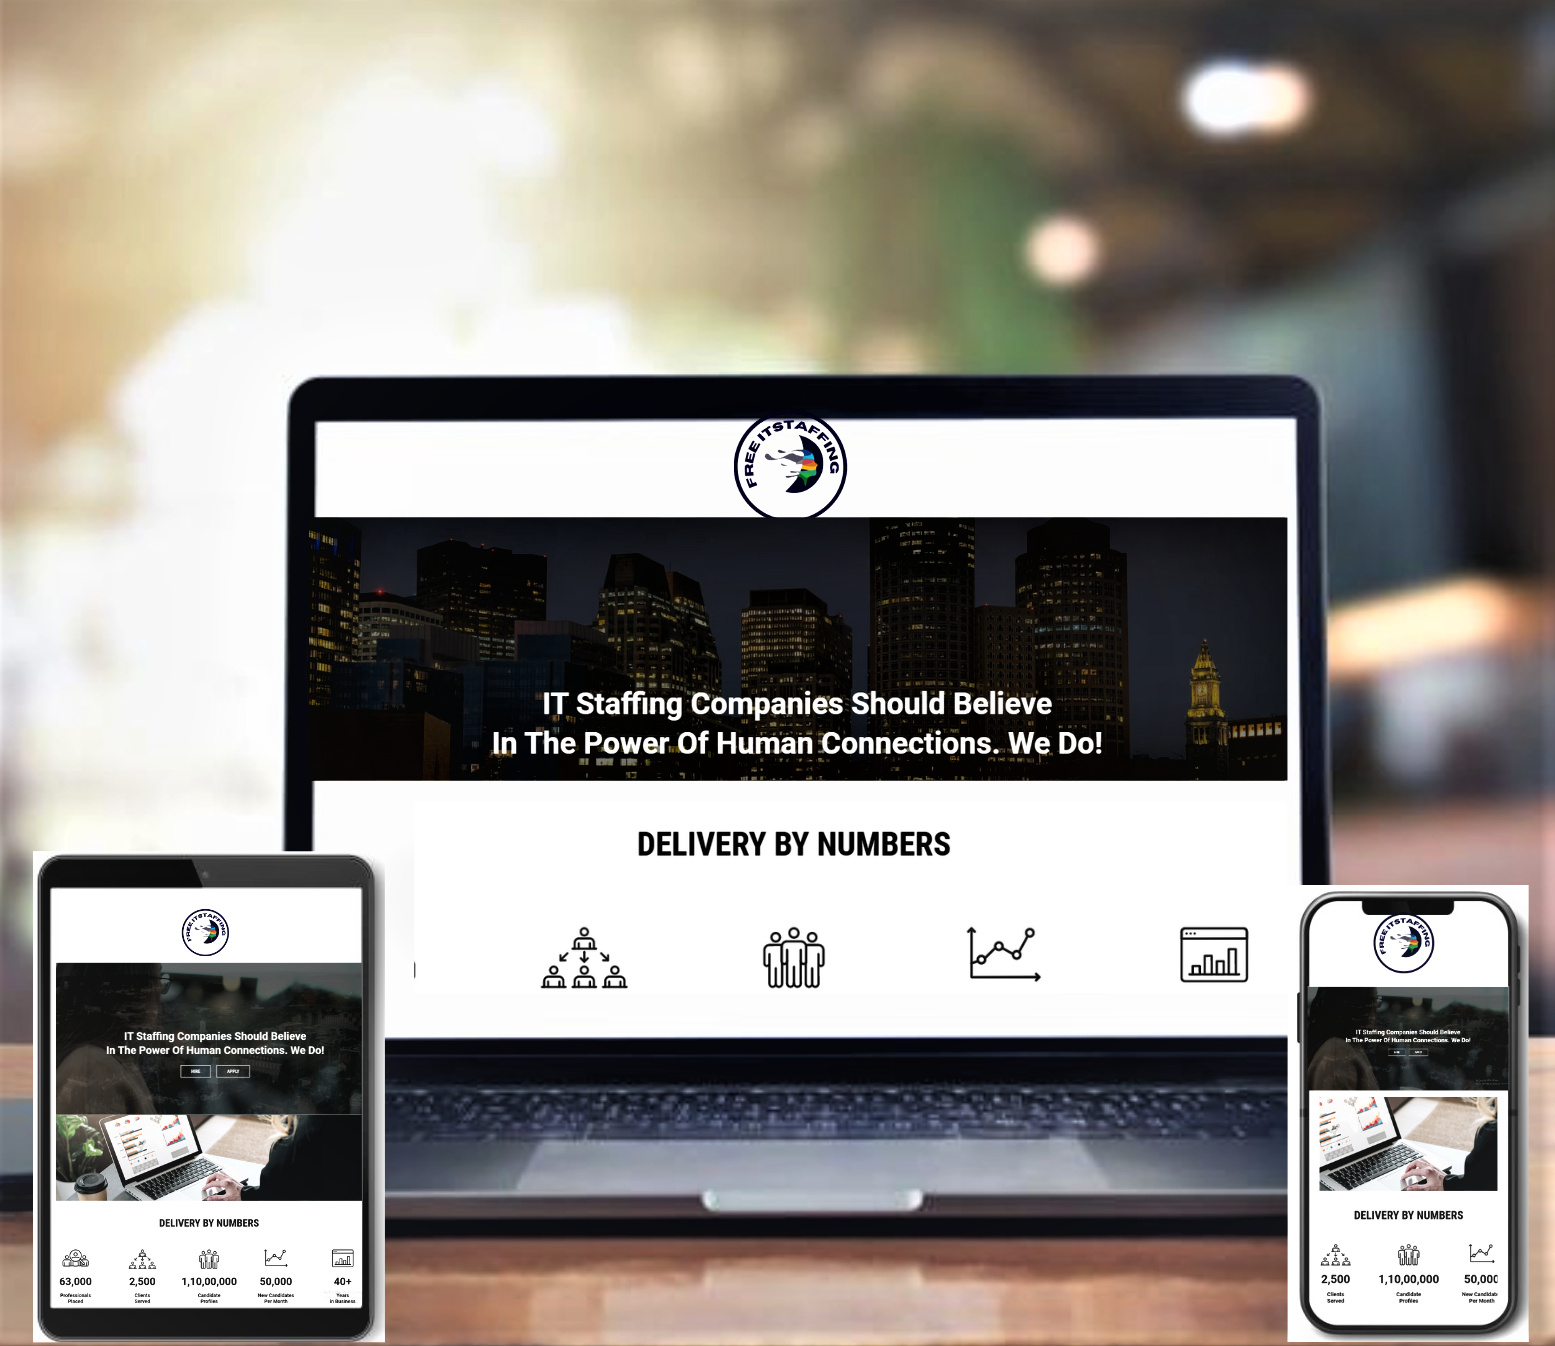 FREE ITSTAFFING
IT Staffing Companies Should Believe
In The Power Of Human Connections. We Do!
DELIVERY BY NUMBERS
FREE ITSTAFFING
IT Staffing Companies Should Believe
In The Power Of Human Connections. We Do!
HIRE APPLY
DELIVERY BY NUMBERS
63,000 2,500 1,10,00,000 50,000 40+
Professionals Clients Candidate New Candidates Years
Placed Served Profiles Per Month in Business
FREE ITSTAFFING
IT Staffing Companies Should Believe
In The Power Of Human Connections. We Do!
DELIVERY BY NUMBERS
2,500 1,10,00,000 50,000
Clients Candidate New Candidat
Served Profiles Per Month